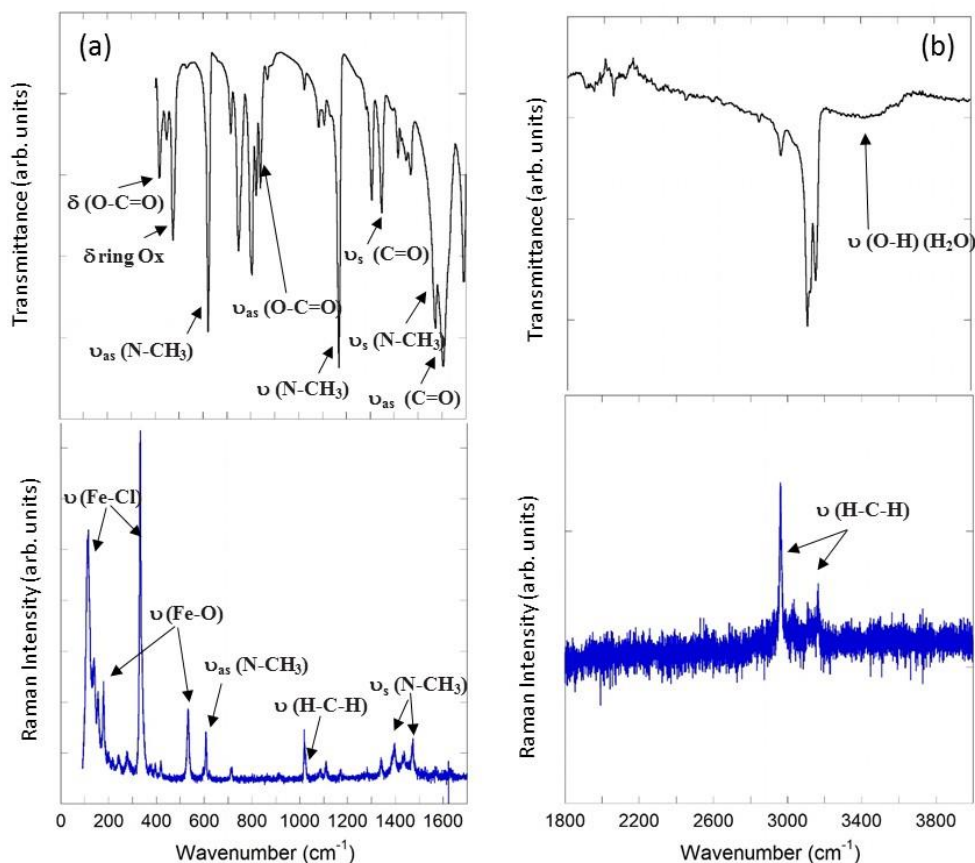 (a)
Transmittance (arb. units)
δ (O-C=O)
δ ring Ox
υas (N-CH3)
υas (O-C=O)
υ (N-CH3)
υs (C=O)
υs (N-CH3)
υas (C=O)
(b)
Transmittance (arb. units)
υ (O-H) (H2O)
Raman Intensity (arb. units)
υ (Fe-Cl)
υ (Fe-O)
υas (N-CH3)
υ (H-C-H)
υs (N-CH3)
0 200 400 600 800 1000 1200 1400 1600
Wavenumber (cm-1)
Raman Intensity (arb. units)
υ (H-C-H)
1800 2200 2600 3000 3400 3800
Wavenumber (cm-1)